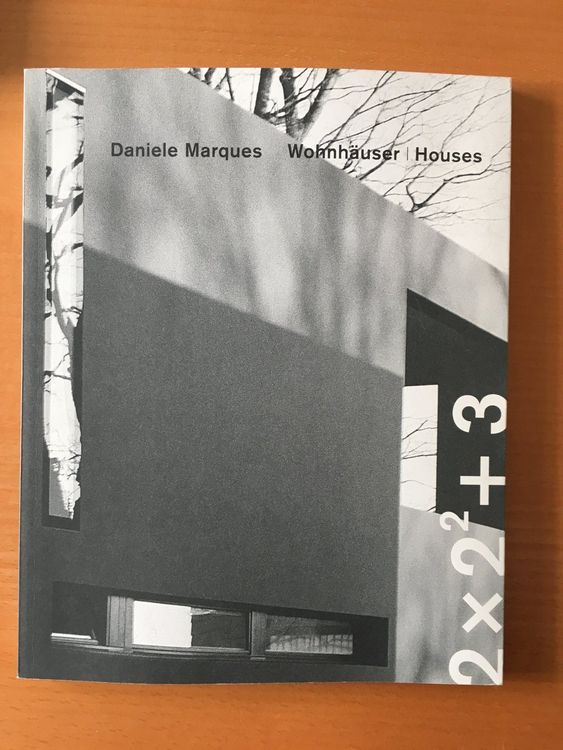 Daniele Marques Wohnhäuser | Houses
2 × 2² + 3